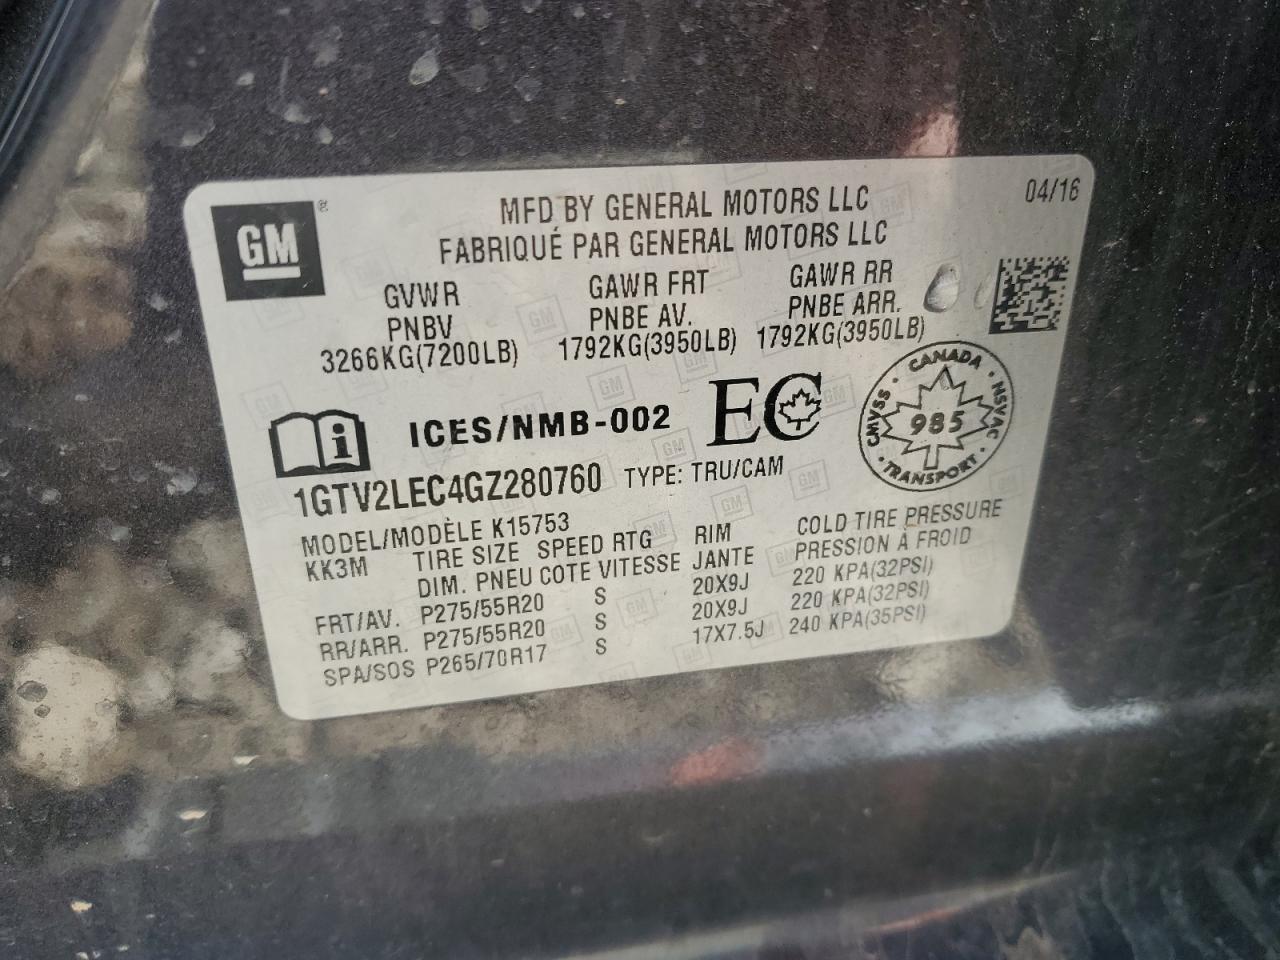 GM ®
MFD BY GENERAL MOTORS LLC 04/16
FABRIQUÉ PAR GENERAL MOTORS LLC
GVWR GAWR FRT GAWR RR
PNBV PNBE AV. PNBE ARR.
3266KG(7200LB) 1792KG(3950LB) 1792KG(3950LB)
ICES/NMB-002 EC
CANADA
CMVSS 985 NSVAC
TRANSPORT
1GTV2LEC4GZ280760 TYPE: TRU/CAM
MODEL/MODÈLE K15753
KK3M TIRE SIZE SPEED RTG RIM COLD TIRE PRESSURE
DIM. PNEU COTE VITESSE JANTE PRESSION À FROID
FRT/AV. P275/55R20 S 20X9J 220 KPA(32PSI)
RR/ARR. P275/55R20 S 20X9J 220 KPA(32PSI)
SPA/SOS P265/70R17 S 17X7.5J 240 KPA(35PSI)